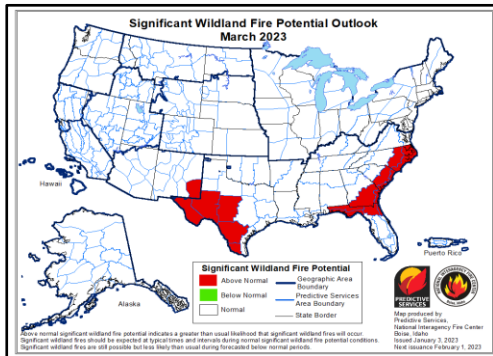 Significant Wildland Fire Potential Outlook
March 2023
Hawaii
Alaska
Puerto Rico
Significant Wildland Fire Potential
Above Normal
Below Normal
Normal
Geographic Area
Boundary
Predictive Services
Area Boundary
State Border
PREDICTIVE
SERVICES
Map produced by
Predictive Services,
National Interagency Fire Center
Boise, Idaho
Issued January 3, 2023
Next issuance February 1, 2023
Above normal significant wildland fire potential indicates a greater than usual likelihood that significant wildland fires will occur.
Significant wildland fires should be expected at typical times and intervals during normal significant wildland fire potential conditions.
Significant wildland fires are still possible but less likely than usual during forecasted below normal periods.